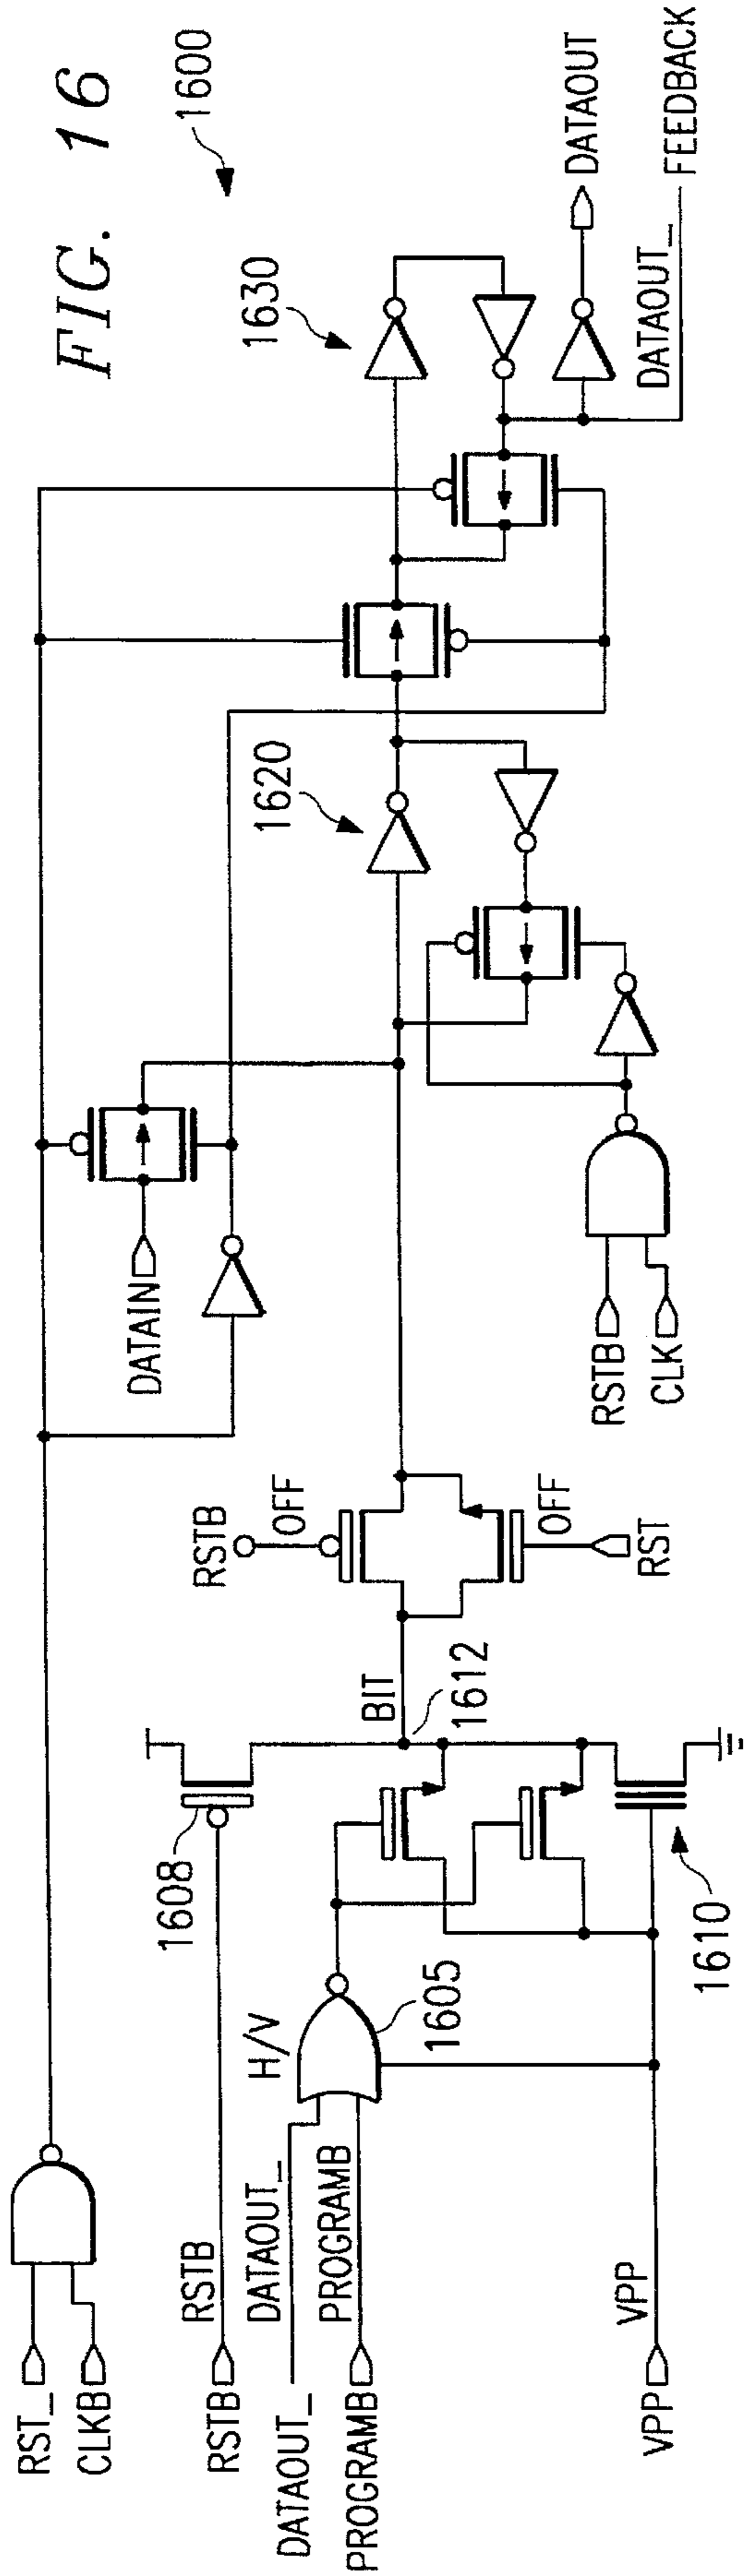 FIG. 16
1600
RST_
CLKB
RSTB
RSTB
1608
DATAOUT_
DATAOUT_
PROGRAMB
PROGRAMB
H/V
1605
VPP
VPP
1610
BIT
1612
RSTB
OFF
OFF
RST
DATAIN
RSTB
CLK
1620
1630
DATAOUT
DATAOUT_
FEEDBACK